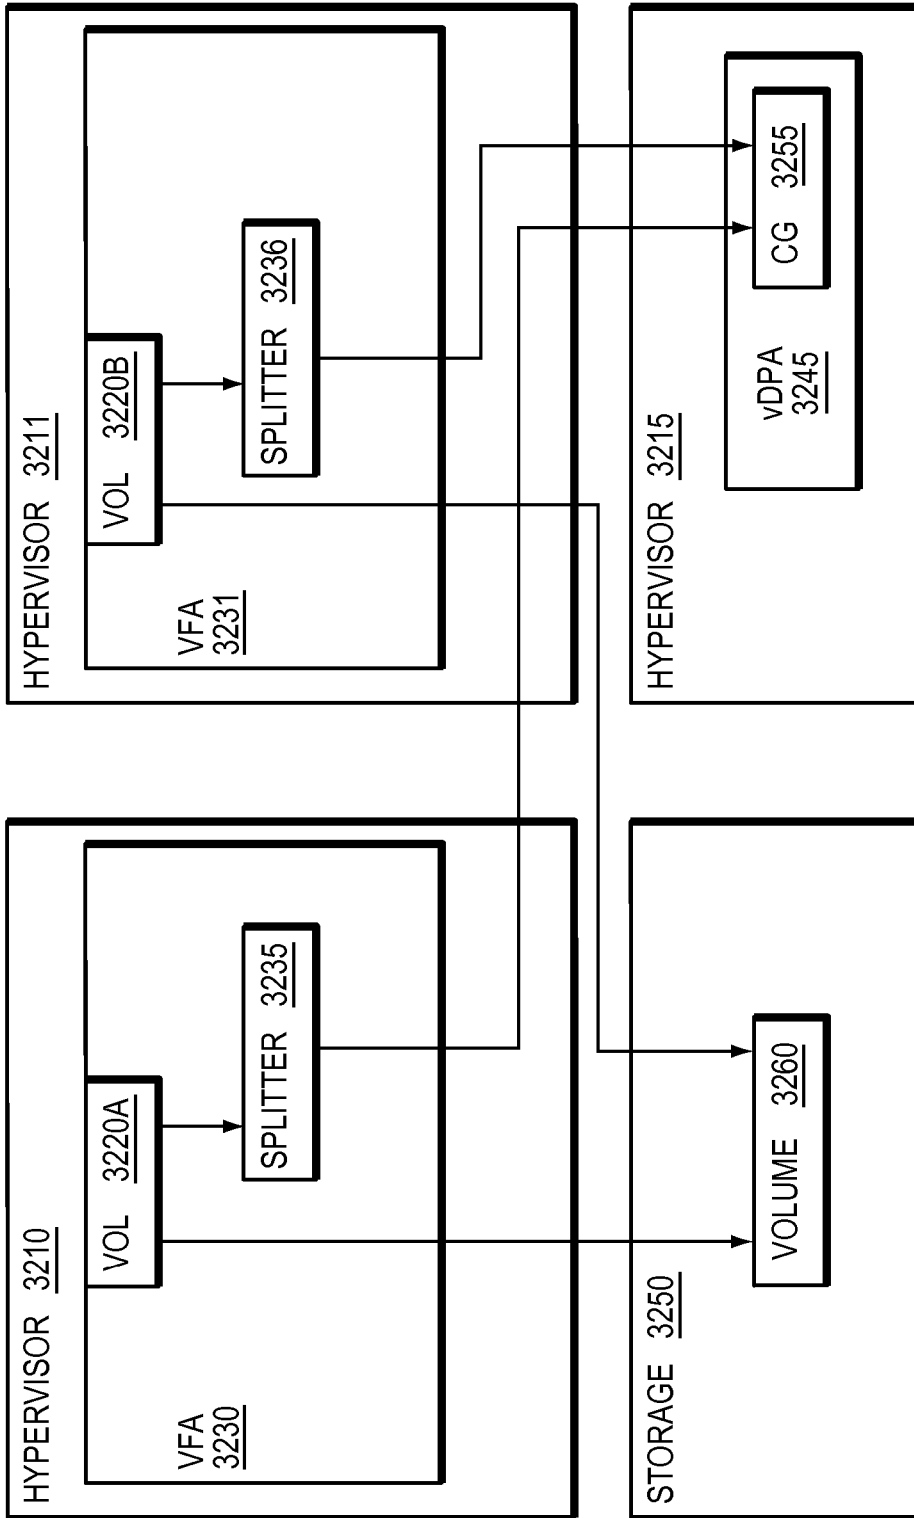 HYPERVISOR 3210
VOL 3220A
SPLITTER 3235
VFA
3230
HYPERVISOR 3211
VOL 3220B
SPLITTER 3236
VFA
3231
STORAGE 3250
VOLUME 3260
HYPERVISOR 3215
vDPA
3245
CG 3255